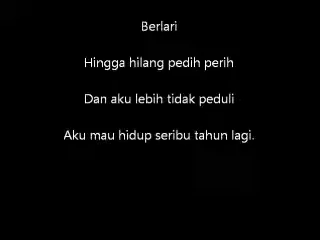 Berlari
Hingga hilang pedih perih
Dan aku lebih tidak peduli
Aku mau hidup seribu tahun lagi.